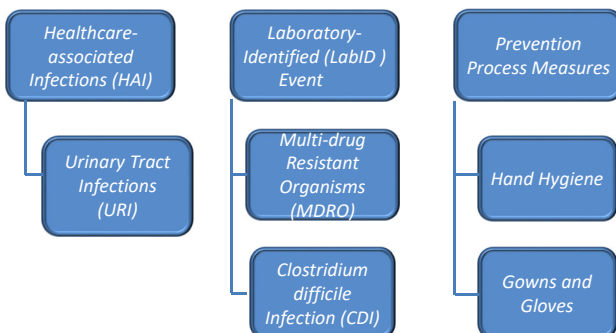 Healthcare-
associated
Infections (HAI)
Urinary Tract
Infections
(URI)
Laboratory-
Identified (LabID )
Event
Multi-drug
Resistant
Organisms
(MDRO)
Clostridium
difficile
Infection (CDI)
Prevention
Process Measures
Hand Hygiene
Gowns and
Gloves